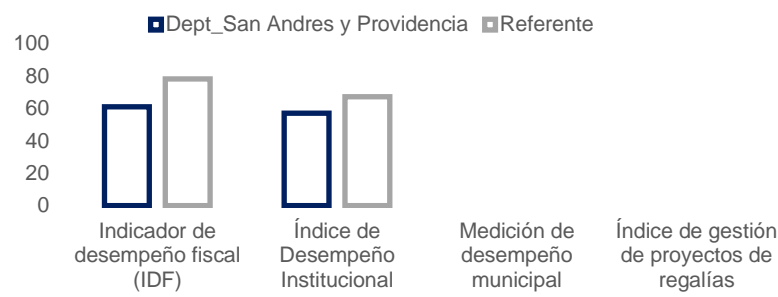 Dept_San Andres y Providencia Referente
100
80
60
40
20
0
Indicador de
desempeño fiscal
(IDF)
Índice de
Desempeño
Institucional
Medición de
desempeño
municipal
Índice de gestión
de proyectos de
regalías